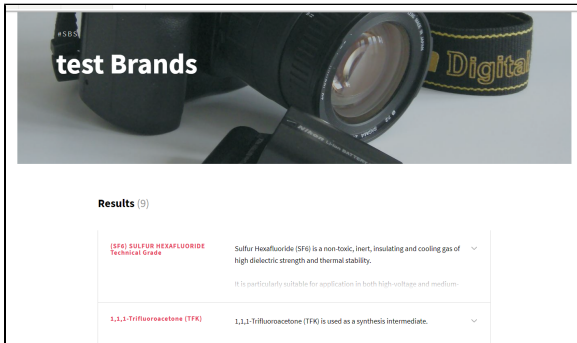 #SBS
test Brands
Digital
Results (9)
(SF6) SULFUR HEXAFLUORIDE
Technical Grade
Sulfur Hexafluoride (SF6) is a non-toxic, inert, insulating and cooling gas of
high dielectric strength and thermal stability.
It is particularly suitable for application in both high-voltage and medium-
1,1,1-Trifluoroacetone (TFK)
1,1,1-Trifluoroacetone (TFK) is used as a synthesis intermediate.